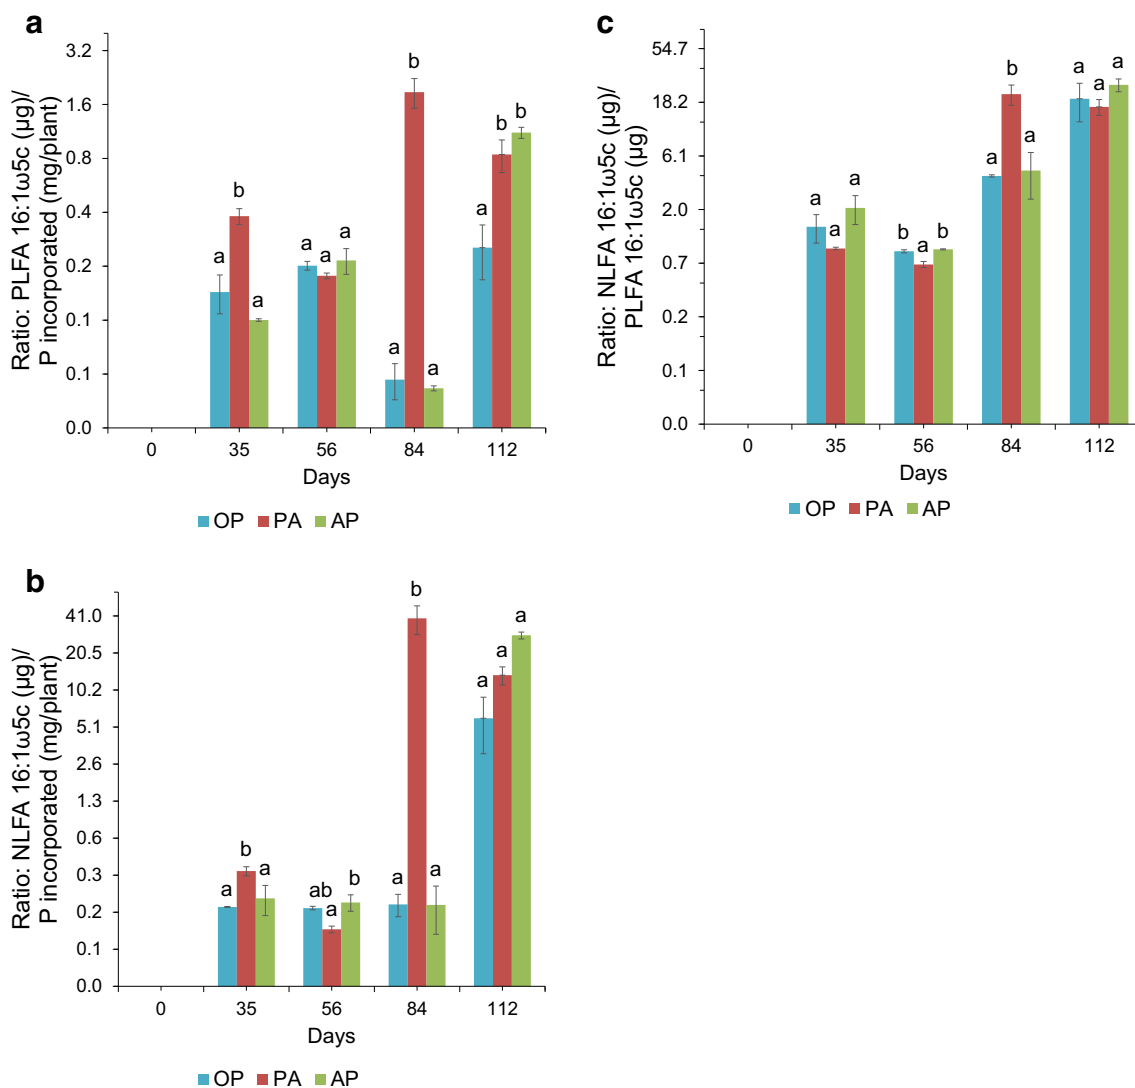 a
Ratio: PLFA 16:1ω5c (µg)/
P incorporated (mg/plant)
3.2
1.6
0.8
0.4
0.2
0.1
0.1
0.0
a b a
a a a
a b a
a b b
0 35 56 84 112
Days
OP PA AP
c
Ratio: NLFA 16:1ω5c (µg)/
PLFA 16:1ω5c (µg)
54.7
18.2
6.1
2.0
0.7
0.2
0.1
0.0
a a a
b a b
a b a
a a a
0 35 56 84 112
Days
OP PA AP
b
Ratio: NLFA 16:1ω5c (µg)/
P incorporated (mg/plant)
41.0
20.5
10.2
5.1
2.6
1.3
0.6
0.3
0.2
0.1
0.0
a b a
ab a b
a b a
a a a
0 35 56 84 112
Days
OP PA AP